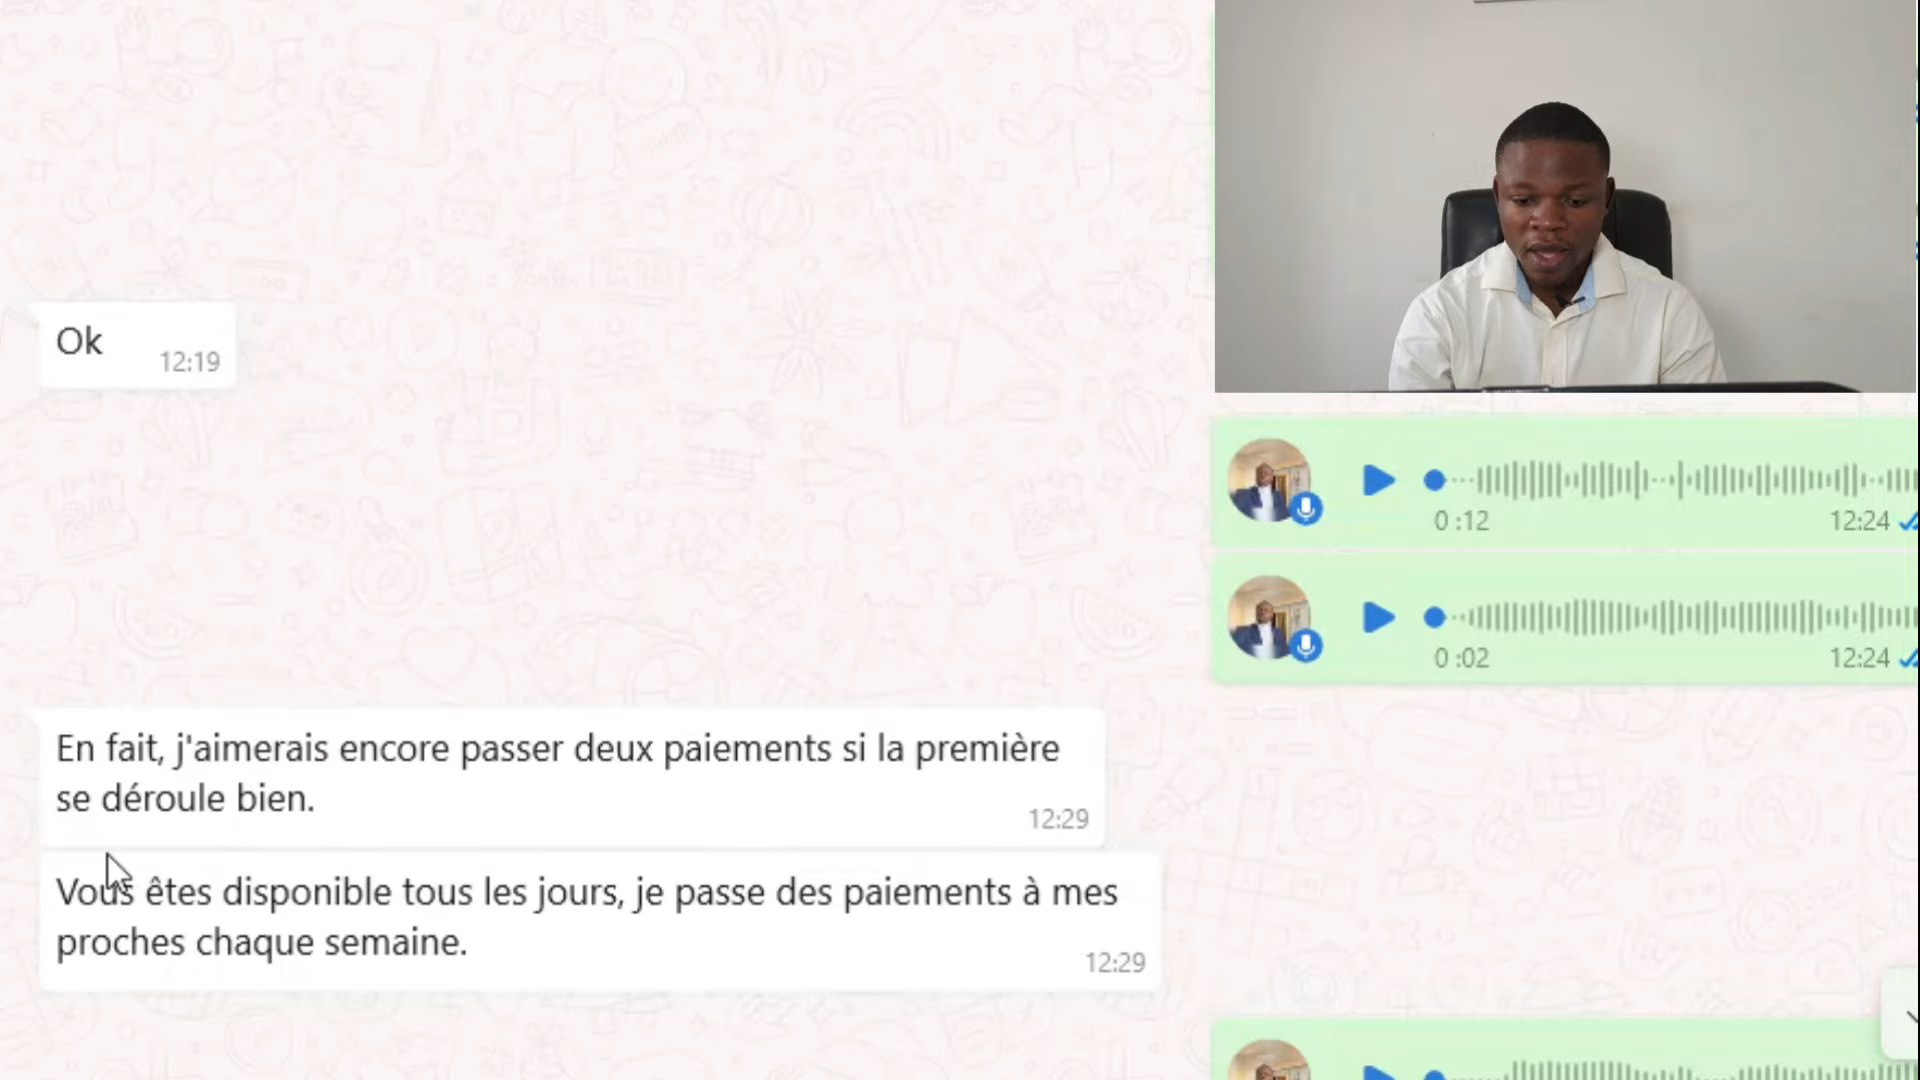 Ok
12:19
0:12
12:24
0:02
12:24
En fait, j'aimerais encore passer deux paiements si la première
se déroule bien.
12:29
Vous êtes disponible tous les jours, je passe des paiements à mes
proches chaque semaine.
12:29